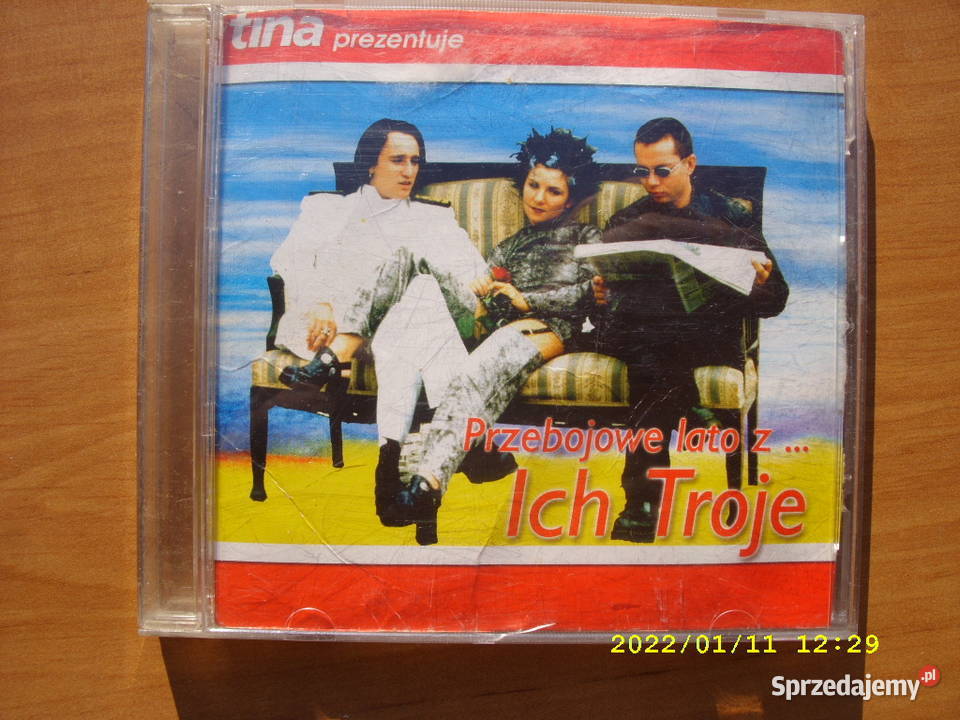 tina prezentuje
Przebojowe lato z ...
Ich Troje
2022/01/11 12:29
Sprzedajemy.pl